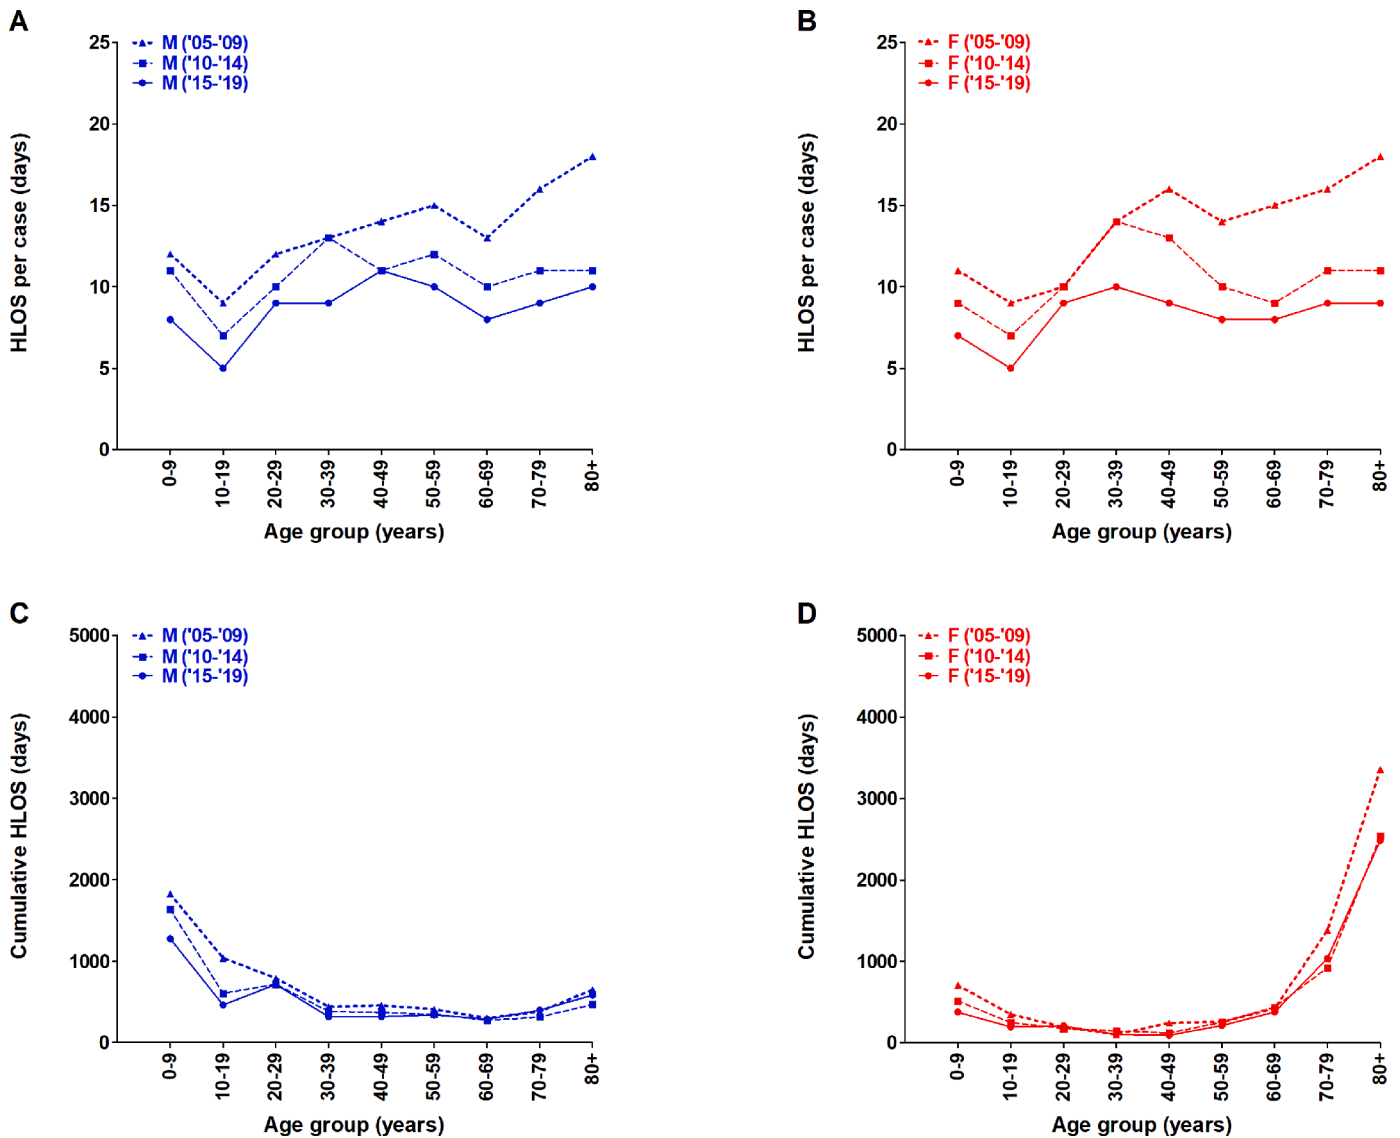 A
M ('05-'09)
M ('10-'14)
M ('15-'19)
HLOS per case (days)
25
20
15
10
5
0
0-9
10-19
20-29
30-39
40-49
50-59
60-69
70-79
80+
Age group (years)
B
F ('05-'09)
F ('10-'14)
F ('15-'19)
HLOS per case (days)
25
20
15
10
5
0
0-9
10-19
20-29
30-39
40-49
50-59
60-69
70-79
80+
Age group (years)
C
M ('05-'09)
M ('10-'14)
M ('15-'19)
Cumulative HLOS (days)
5000
4000
3000
2000
1000
0
0-9
10-19
20-29
30-39
40-49
50-59
60-69
70-79
80+
Age group (years)
D
F ('05-'09)
F ('10-'14)
F ('15-'19)
Cumulative HLOS (days)
5000
4000
3000
2000
1000
0
0-9
10-19
20-29
30-39
40-49
50-59
60-69
70-79
80+
Age group (years)